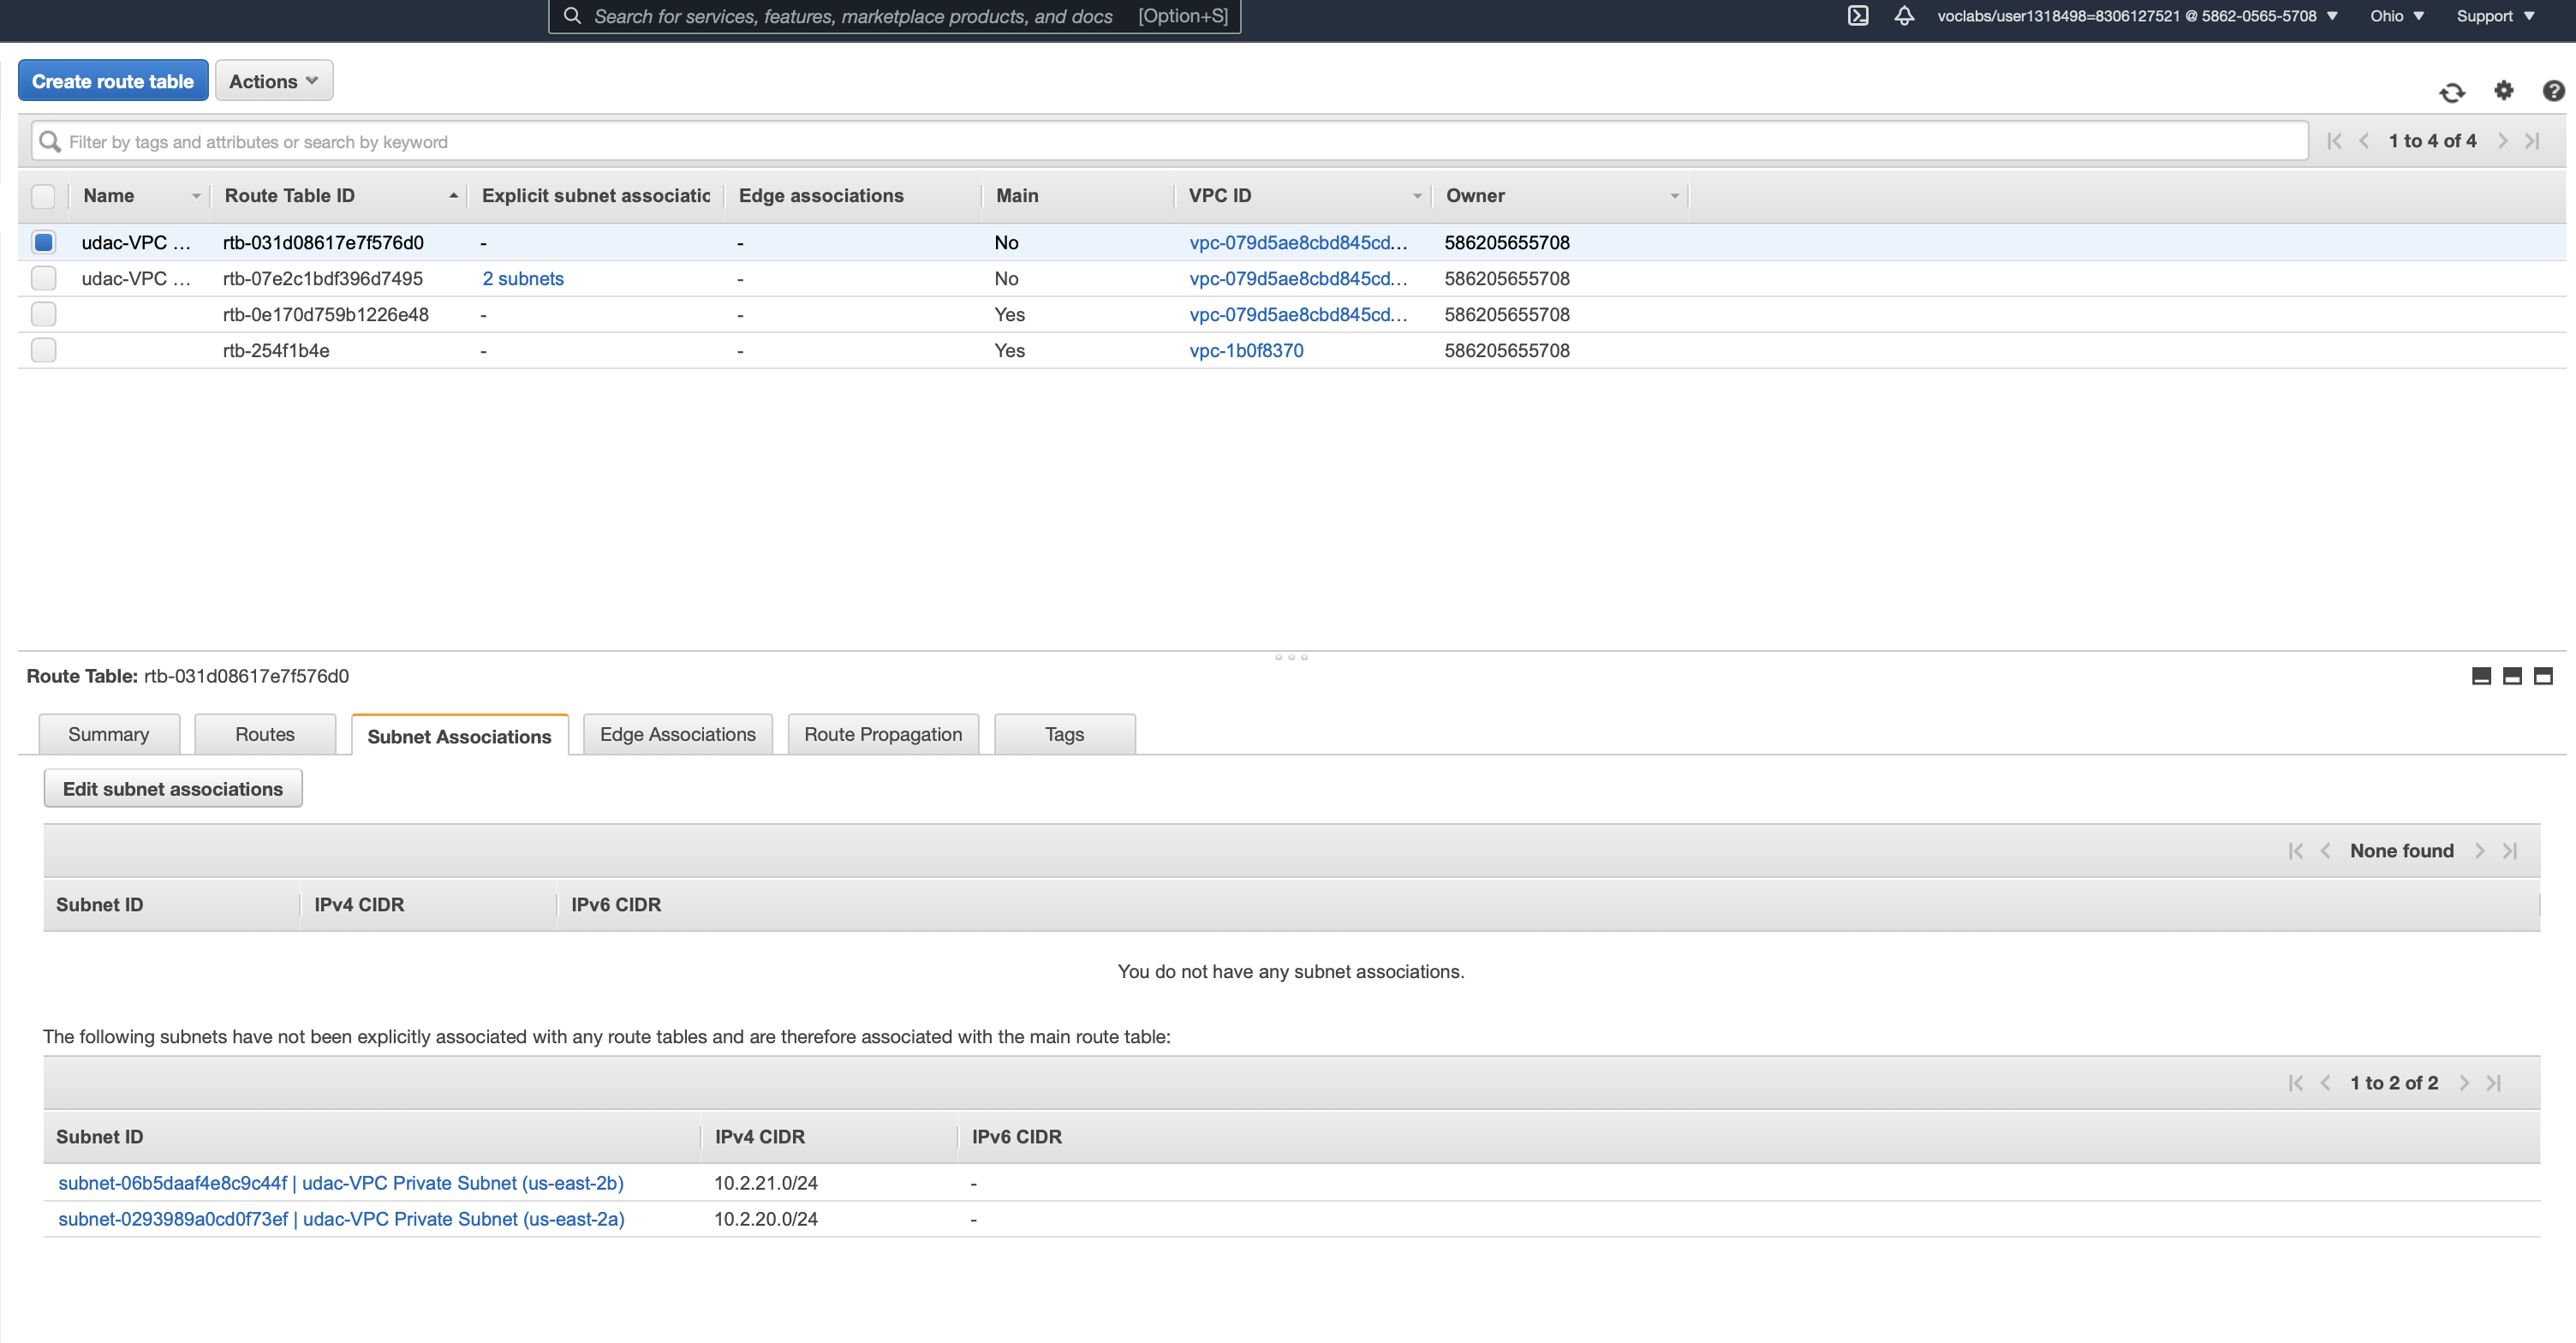 Search for services, features, marketplace products, and docs [Option+S] voclabs/user1318498=8306127521 @ 5862-0565-5708 Ohio Support
Create route table Actions
Filter by tags and attributes or search by keyword 1 to 4 of 4
Name Route Table ID Explicit subnet associatic Edge associations Main VPC ID Owner
udac-VPC ... rtb-031d08617e7f576d0 - - No vpc-079d5ae8cbd845cd... 586205655708
udac-VPC ... rtb-07e2c1bdf396d7495 2 subnets - No vpc-079d5ae8cbd845cd... 586205655708
rtb-0e170d759b1226e48 - - Yes vpc-079d5ae8cbd845cd... 586205655708
rtb-254f1b4e - - Yes vpc-1b0f8370 586205655708
Route Table: rtb-031d08617e7f576d0
Summary Routes Subnet Associations Edge Associations Route Propagation Tags
Edit subnet associations
None found
Subnet ID IPv4 CIDR IPv6 CIDR
You do not have any subnet associations.
The following subnets have not been explicitly associated with any route tables and are therefore associated with the main route table:
1 to 2 of 2
Subnet ID IPv4 CIDR IPv6 CIDR
subnet-06b5daaf4e8c9c44f | udac-VPC Private Subnet (us-east-2b) 10.2.21.0/24 -
subnet-0293989a0cd0f73ef | udac-VPC Private Subnet (us-east-2a) 10.2.20.0/24 -